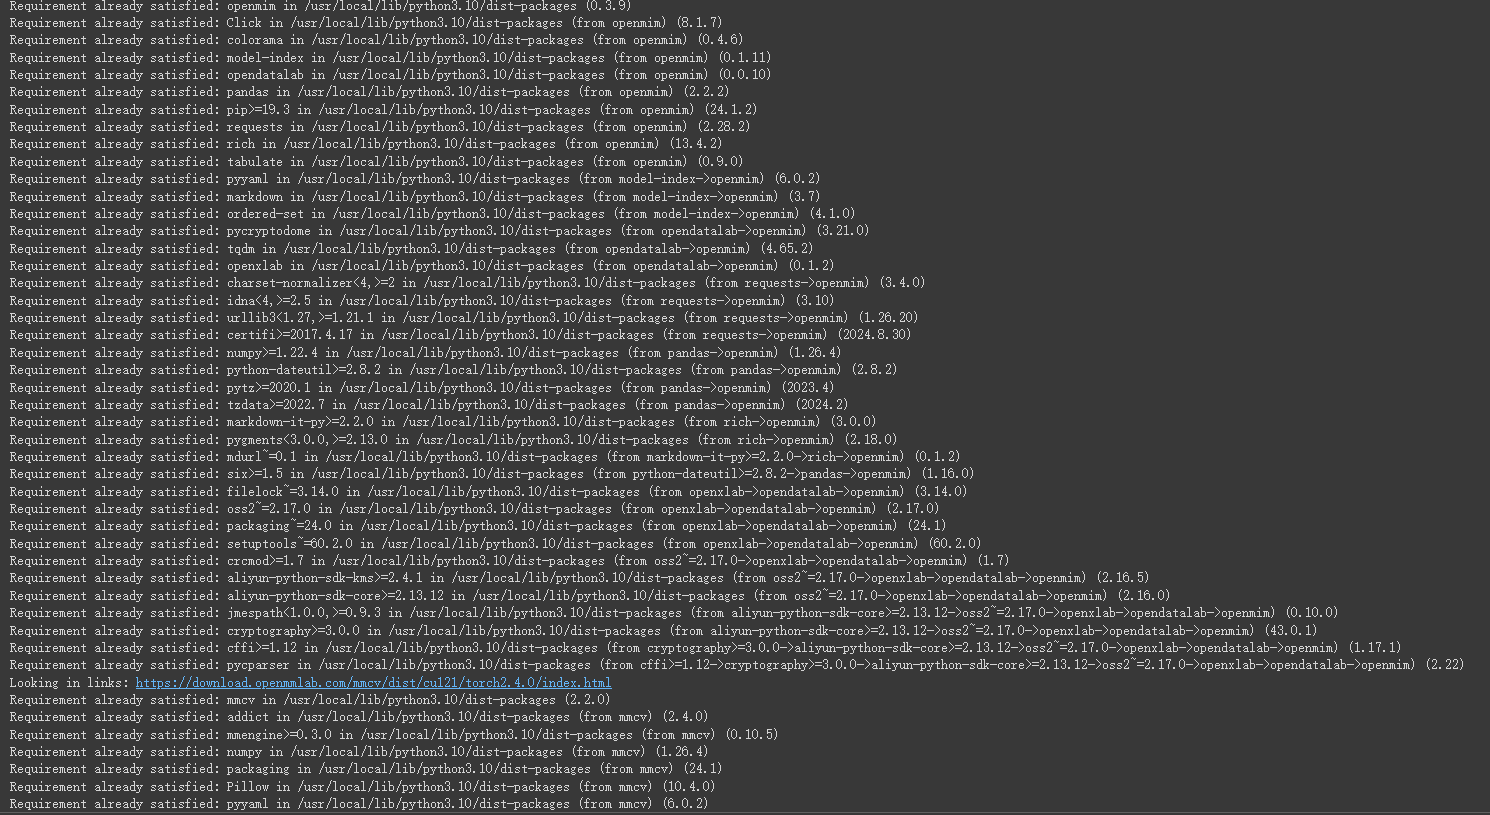 Requirement already satisfied: openmim in /usr/local/lib/python3.10/dist-packages (0.3.9)
Requirement already satisfied: Click in /usr/local/lib/python3.10/dist-packages (from openmim) (8.1.7)
Requirement already satisfied: colorama in /usr/local/lib/python3.10/dist-packages (from openmim) (0.4.6)
Requirement already satisfied: model-index in /usr/local/lib/python3.10/dist-packages (from openmim) (0.1.11)
Requirement already satisfied: opendatalab in /usr/local/lib/python3.10/dist-packages (from openmim) (0.0.10)
Requirement already satisfied: pandas in /usr/local/lib/python3.10/dist-packages (from openmim) (2.2.2)
Requirement already satisfied: pip>=19.3 in /usr/local/lib/python3.10/dist-packages (from openmim) (24.1.2)
Requirement already satisfied: requests in /usr/local/lib/python3.10/dist-packages (from openmim) (2.28.2)
Requirement already satisfied: rich in /usr/local/lib/python3.10/dist-packages (from openmim) (13.4.2)
Requirement already satisfied: tabulate in /usr/local/lib/python3.10/dist-packages (from openmim) (0.9.0)
Requirement already satisfied: pyyaml in /usr/local/lib/python3.10/dist-packages (from model-index->openmim) (6.0.2)
Requirement already satisfied: markdown in /usr/local/lib/python3.10/dist-packages (from model-index->openmim) (3.7)
Requirement already satisfied: ordered-set in /usr/local/lib/python3.10/dist-packages (from model-index->openmim) (4.1.0)
Requirement already satisfied: pycryptodome in /usr/local/lib/python3.10/dist-packages (from opendatalab->openmim) (3.21.0)
Requirement already satisfied: tqdm in /usr/local/lib/python3.10/dist-packages (from opendatalab->openmim) (4.65.2)
Requirement already satisfied: openxlab in /usr/local/lib/python3.10/dist-packages (from opendatalab->openmim) (0.1.2)
Requirement already satisfied: charset-normalizer<4,>=2 in /usr/local/lib/python3.10/dist-packages (from requests->openmim) (3.4.0)
Requirement already satisfied: idna<4,>=2.5 in /usr/local/lib/python3.10/dist-packages (from requests->openmim) (3.10)
Requirement already satisfied: urllib3<1.27,>=1.21.1 in /usr/local/lib/python3.10/dist-packages (from requests->openmim) (1.26.20)
Requirement already satisfied: certifi>=2017.4.17 in /usr/local/lib/python3.10/dist-packages (from requests->openmim) (2024.8.30)
Requirement already satisfied: numpy>=1.22.4 in /usr/local/lib/python3.10/dist-packages (from pandas->openmim) (1.26.4)
Requirement already satisfied: python-dateutil>=2.8.2 in /usr/local/lib/python3.10/dist-packages (from pandas->openmim) (2.8.2)
Requirement already satisfied: pytz>=2020.1 in /usr/local/lib/python3.10/dist-packages (from pandas->openmim) (2023.4)
Requirement already satisfied: tzdata>=2022.7 in /usr/local/lib/python3.10/dist-packages (from pandas->openmim) (2024.2)
Requirement already satisfied: markdown-it-py>=2.2.0 in /usr/local/lib/python3.10/dist-packages (from rich->openmim) (3.0.0)
Requirement already satisfied: pygments<3.0.0,>=2.13.0 in /usr/local/lib/python3.10/dist-packages (from rich->openmim) (2.18.0)
Requirement already satisfied: mdurl~=0.1 in /usr/local/lib/python3.10/dist-packages (from markdown-it-py>=2.2.0->rich->openmim) (0.1.2)
Requirement already satisfied: six>=1.5 in /usr/local/lib/python3.10/dist-packages (from python-dateutil>=2.8.2->pandas->openmim) (1.16.0)
Requirement already satisfied: filelock~=3.14.0 in /usr/local/lib/python3.10/dist-packages (from openxlab->opendatalab->openmim) (3.14.0)
Requirement already satisfied: oss2~=2.17.0 in /usr/local/lib/python3.10/dist-packages (from openxlab->opendatalab->openmim) (2.17.0)
Requirement already satisfied: packaging~=24.0 in /usr/local/lib/python3.10/dist-packages (from openxlab->opendatalab->openmim) (24.1)
Requirement already satisfied: setuptools~=60.2.0 in /usr/local/lib/python3.10/dist-packages (from openxlab->opendatalab->openmim) (60.2.0)
Requirement already satisfied: crcmod>=1.7 in /usr/local/lib/python3.10/dist-packages (from oss2~=2.17.0->openxlab->opendatalab->openmim) (1.7)
Requirement already satisfied: aliyun-python-sdk-kms>=2.4.1 in /usr/local/lib/python3.10/dist-packages (from oss2~=2.17.0->openxlab->opendatalab->openmim) (2.16.5)
Requirement already satisfied: aliyun-python-sdk-core>=2.13.12 in /usr/local/lib/python3.10/dist-packages (from oss2~=2.17.0->openxlab->opendatalab->openmim) (2.16.0)
Requirement already satisfied: jmespath<1.0.0,>=0.9.3 in /usr/local/lib/python3.10/dist-packages (from aliyun-python-sdk-core>=2.13.12->oss2~=2.17.0->openxlab->opendatalab->openmim) (0.10.0)
Requirement already satisfied: cryptography>=3.0.0 in /usr/local/lib/python3.10/dist-packages (from aliyun-python-sdk-core>=2.13.12->oss2~=2.17.0->openxlab->opendatalab->openmim) (43.0.1)
Requirement already satisfied: cffi>=1.12 in /usr/local/lib/python3.10/dist-packages (from cryptography>=3.0.0->aliyun-python-sdk-core>=2.13.12->oss2~=2.17.0->openxlab->opendatalab->openmim) (1.17.1)
Requirement already satisfied: pycparser in /usr/local/lib/python3.10/dist-packages (from cffi>=1.12->cryptography>=3.0.0->aliyun-python-sdk-core>=2.13.12->oss2~=2.17.0->openxlab->opendatalab->openmim) (2.22)
Looking in links: https://download.openmmlab.com/mmcv/dist/cu121/torch2.4.0/index.html
Requirement already satisfied: mmcv in /usr/local/lib/python3.10/dist-packages (2.2.0)
Requirement already satisfied: addict in /usr/local/lib/python3.10/dist-packages (from mmcv) (2.4.0)
Requirement already satisfied: mmengine>=0.3.0 in /usr/local/lib/python3.10/dist-packages (from mmcv) (0.10.5)
Requirement already satisfied: numpy in /usr/local/lib/python3.10/dist-packages (from mmcv) (1.26.4)
Requirement already satisfied: packaging in /usr/local/lib/python3.10/dist-packages (from mmcv) (24.1)
Requirement already satisfied: Pillow in /usr/local/lib/python3.10/dist-packages (from mmcv) (10.4.0)
Requirement already satisfied: pyyaml in /usr/local/lib/python3.10/dist-packages (from mmcv) (6.0.2)